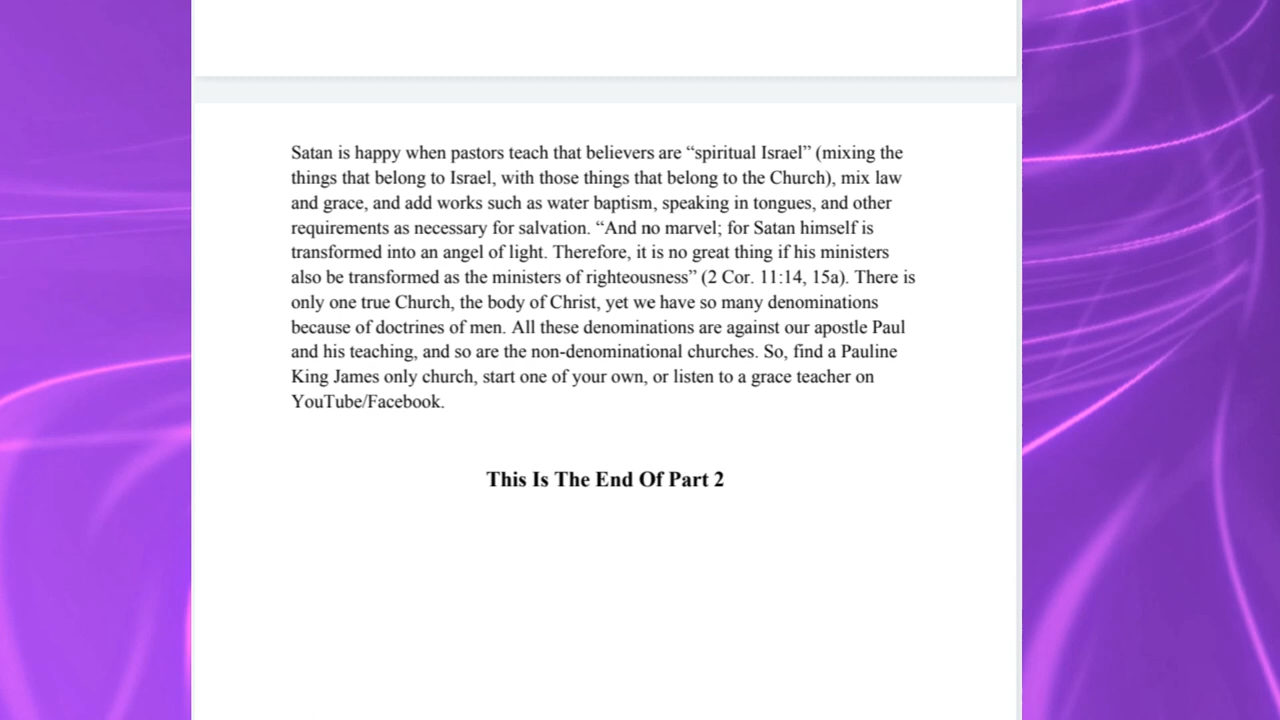 Satan is happy when pastors teach that believers are “spiritual Israel” (mixing the
things that belong to Israel, with those things that belong to the Church), mix law
and grace, and add works such as water baptism, speaking in tongues, and other
requirements as necessary for salvation. “And no marvel; for Satan himself is
transformed into an angel of light. Therefore, it is no great thing if his ministers
also be transformed as the ministers of righteousness” (2 Cor. 11:14, 15a). There is
only one true Church, the body of Christ, yet we have so many denominations
because of doctrines of men. All these denominations are against our apostle Paul
and his teaching, and so are the non-denominational churches. So, find a Pauline
King James only church, start one of your own, or listen to a grace teacher on
YouTube/Facebook.
This Is The End Of Part 2